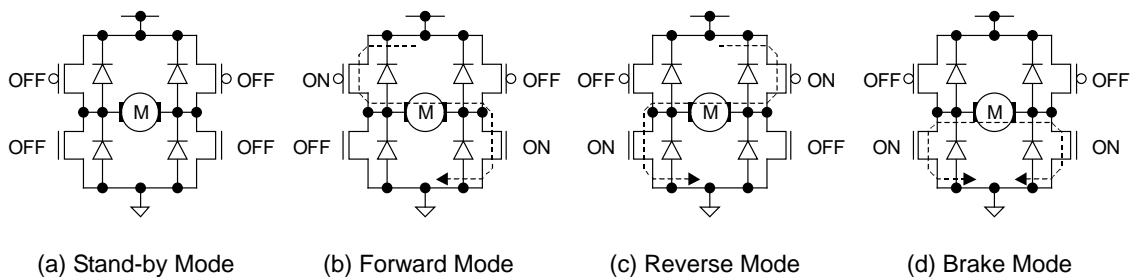 OFF OFF ON OFF OFF ON OFF OFF
M M M M
OFF OFF OFF ON ON OFF ON ON
(a) Stand-by Mode (b) Forward Mode (c) Reverse Mode (d) Brake Mode